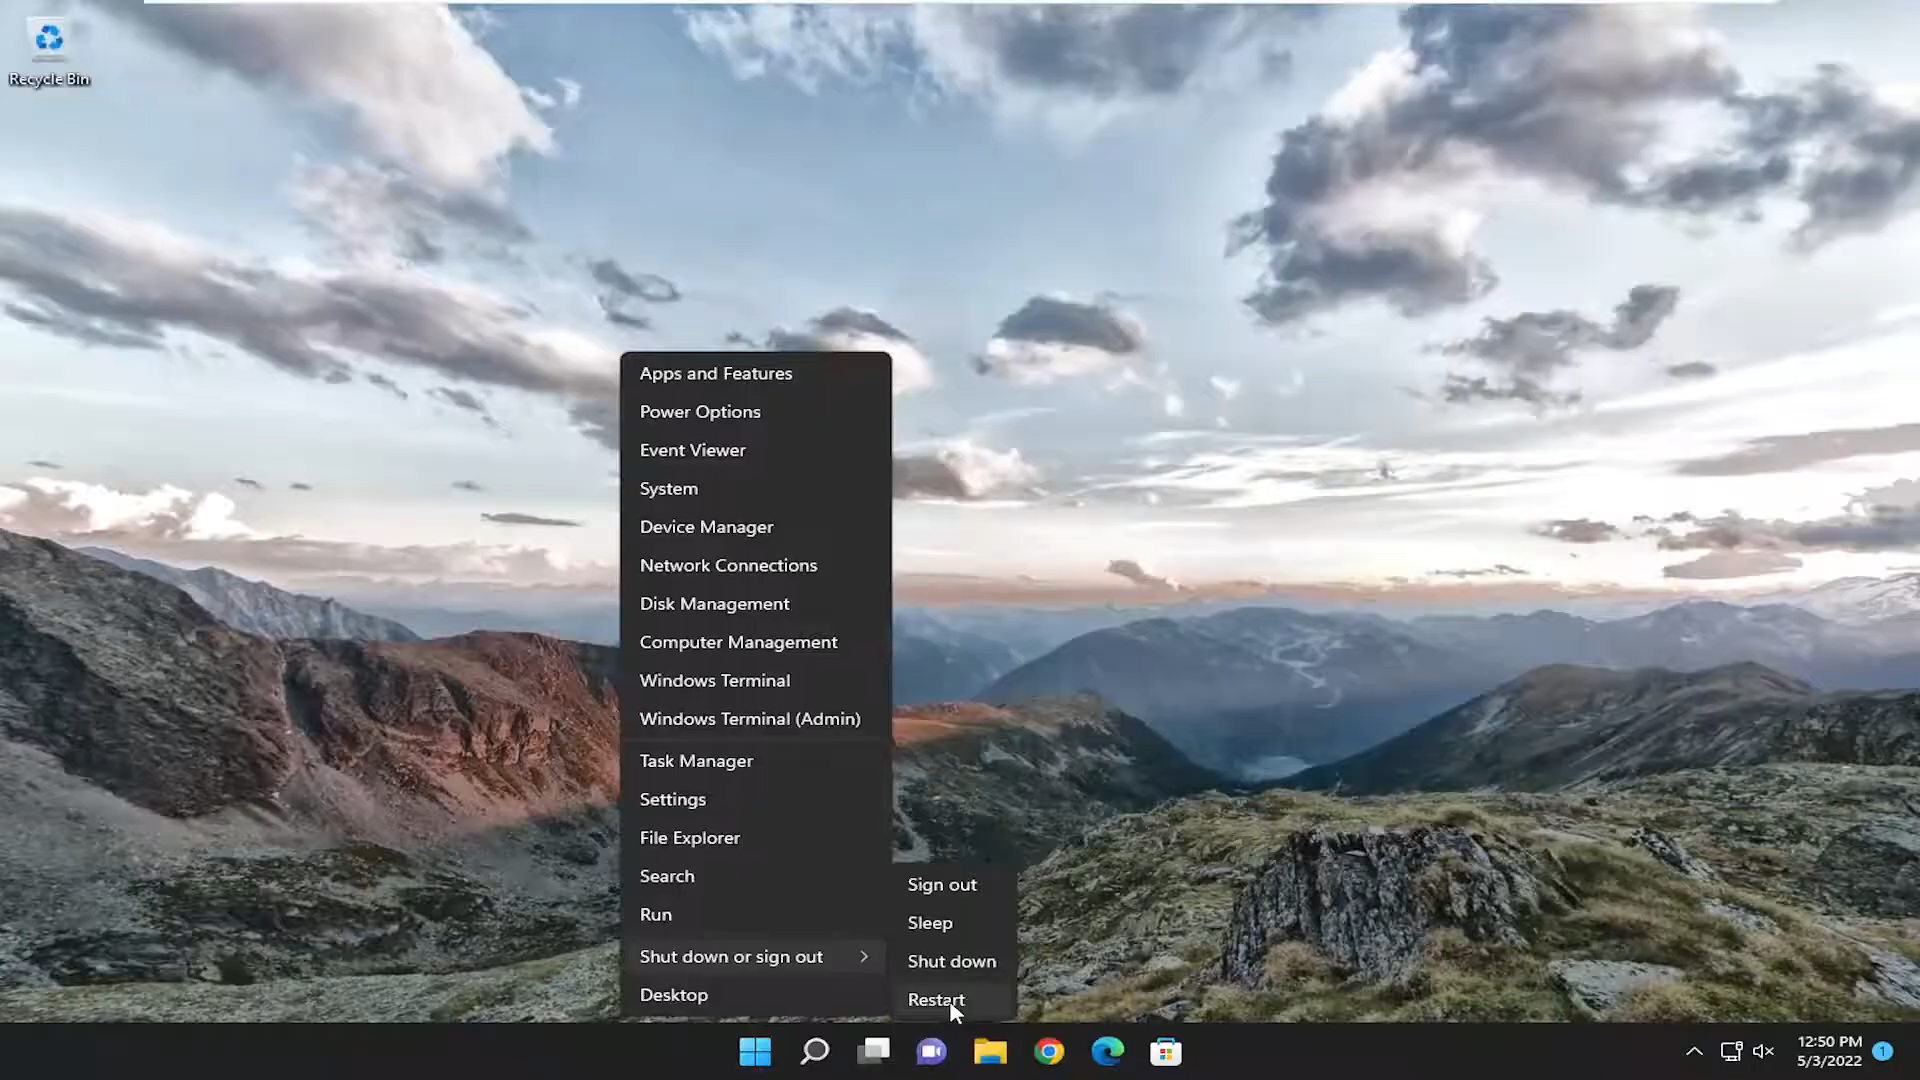 Recycle Bin
Apps and Features
Power Options
Event Viewer
System
Device Manager
Network Connections
Disk Management
Computer Management
Windows Terminal
Windows Terminal (Admin)
Task Manager
Settings
File Explorer
Search
Run
Shut down or sign out
Desktop
Sign out
Sleep
Shut down
Restart
12:50 PM
5/3/2022
1